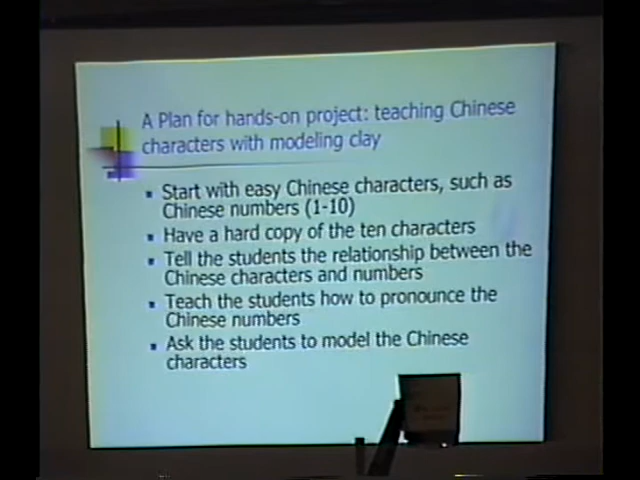 A Plan for hands-on project: teaching Chinese
characters with modeling clay
Start with easy Chinese characters, such as
Chinese numbers (1-10)
Have a hard copy of the ten characters
Tell the students the relationship between the
Chinese characters and numbers
Teach the students how to pronounce the
Chinese numbers
Ask the students to model the Chinese
characters